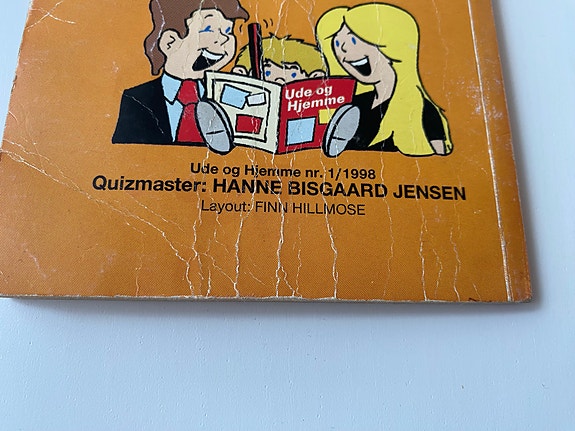 Ude og
Hjemme
Ude og Hjemme nr. 1/1998
Quizmaster: HANNE BISGAARD JENSEN
Layout: FINN HILLMOSE